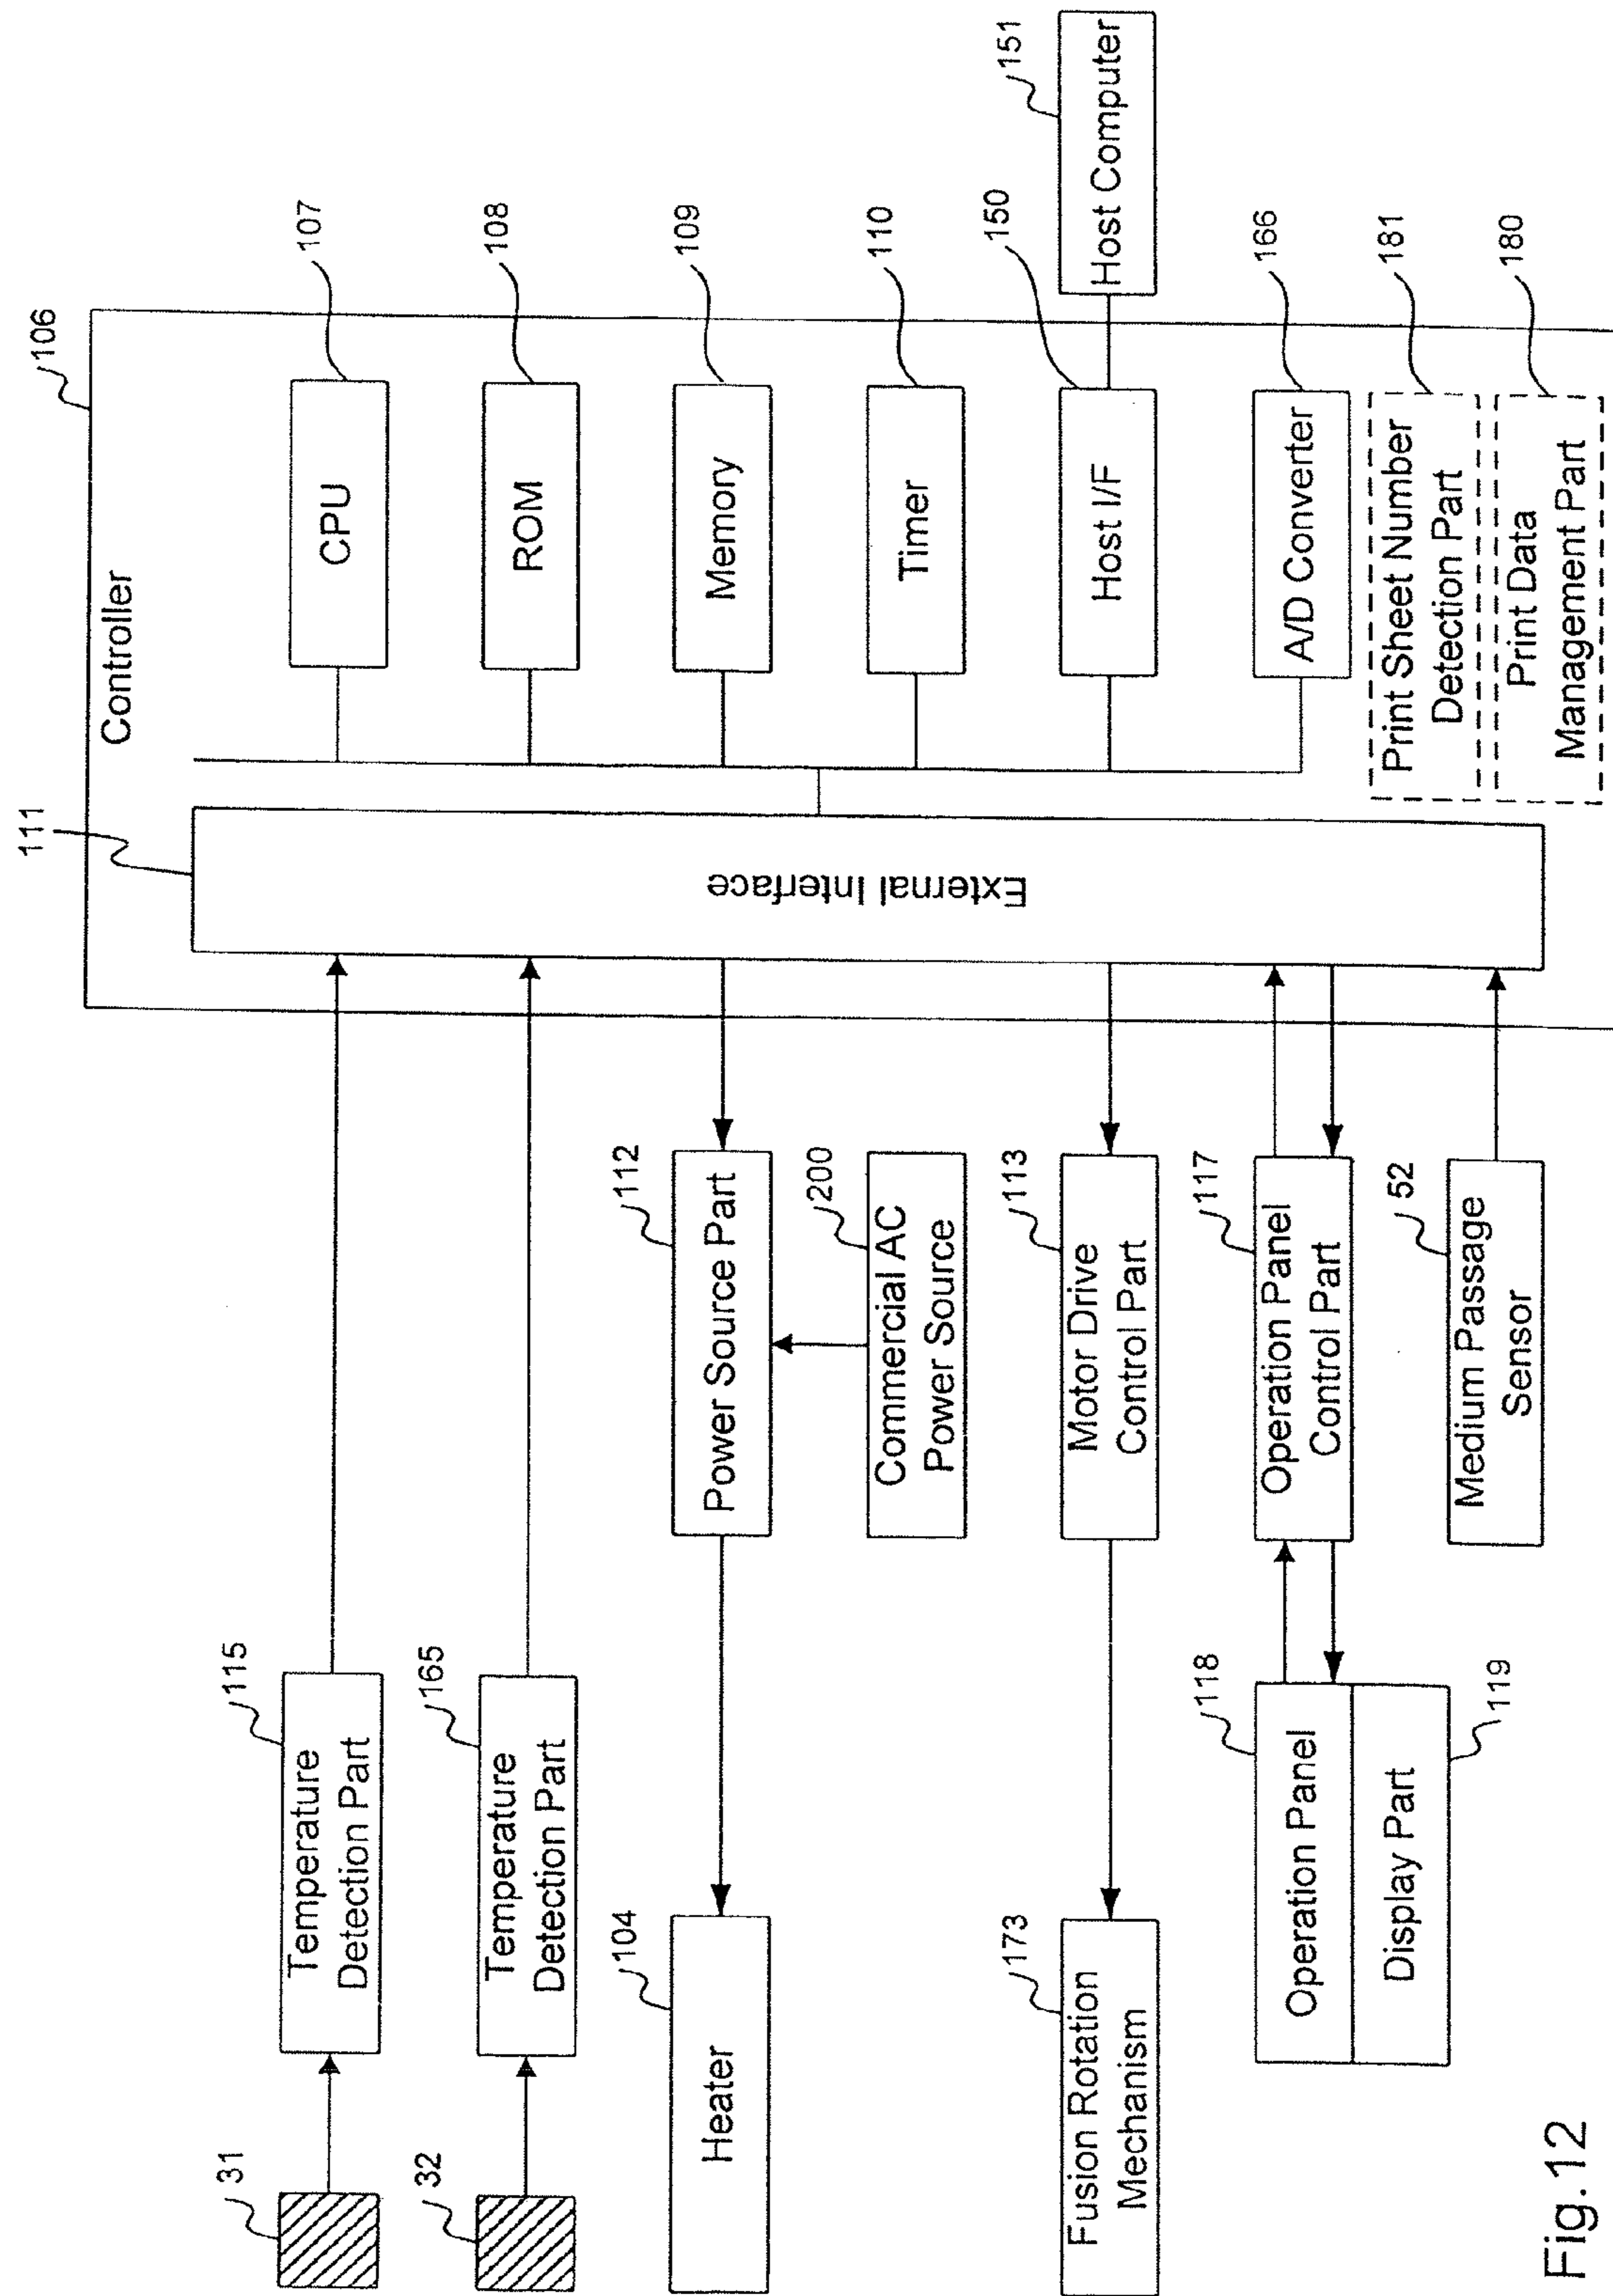 106
Controller
111
External Interface
CPU
107
ROM
108
Memory
109
Timer
110
Host I/F
150
Host Computer
151
A/D Converter
166
Print Sheet Number
Detection Part
181
Print Data
Management Part
180
31
Temperature
Detection Part
115
32
Temperature
Detection Part
165
Heater
104
Power Source Part
112
Commercial AC
Power Source
200
Fusion Rotation
Mechanism
173
Motor Drive
Control Part
113
Operation Panel
118
Display Part
119
Operation Panel
Control Part
117
Medium Passage
Sensor
52
Fig.12